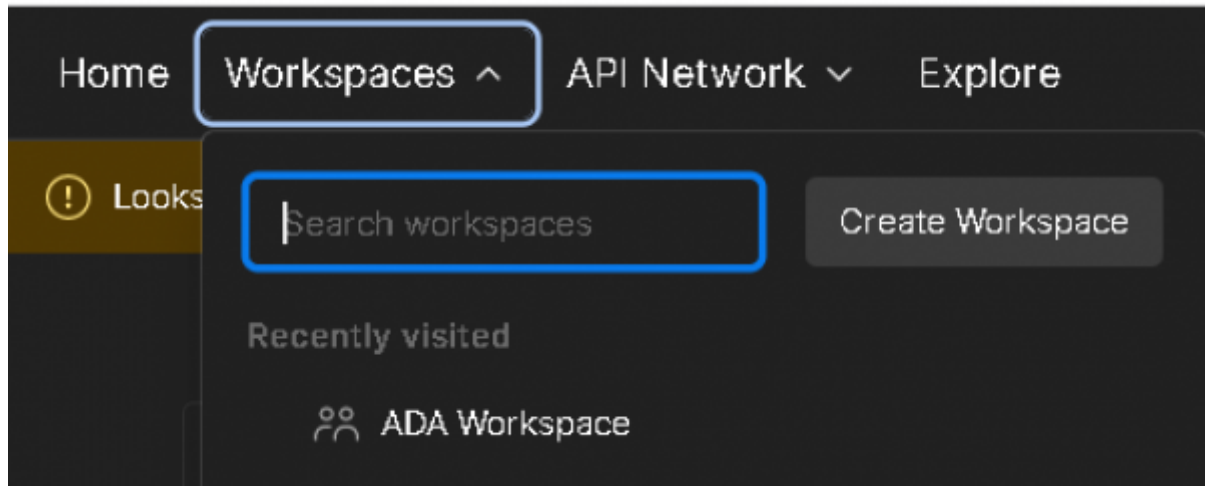 Home Workspaces API Network Explore
Looks
Search workspaces Create Workspace
Recently visited
ADA Workspace